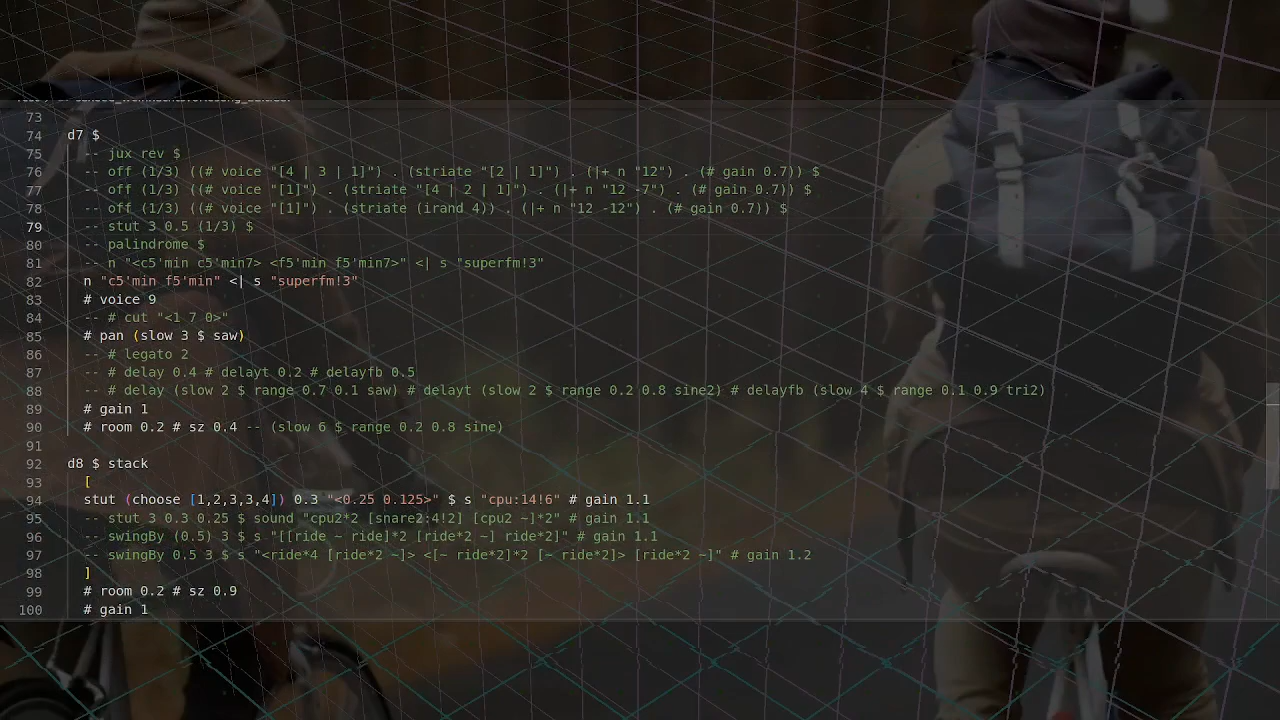 73
74 d7 $
75 -- jux rev $
76 -- off (1/3) ((# voice "[4 | 3 | 1]") . (striate "[2 | 1]") . (|+ n "12") . (# gain 0.7)) $
77 -- off (1/3) ((# voice "[1]") . (striate "[4 | 2 | 1]") . (|+ n "12 -7") . (# gain 0.7)) $
78 -- off (1/3) ((# voice "[1]") . (striate (irand 4)) . (|+ n "12 -12") . (# gain 0.7)) $
79 -- stut 3 0.5 (1/3) $
80 -- palindrome $
81 -- n "<c5'min c5'min7> <f5'min f5'min7>" <| s "superfm!3"
82 n "c5'min f5'min" <| s "superfm!3"
83 # voice 9
84 -- # cut "<1 7 0>"
85 # pan (slow 3 $ saw)
86 -- # legato 2
87 -- # delay 0.4 # delayt 0.2 # delayfb 0.5
88 -- # delay (slow 2 $ range 0.7 0.1 saw) # delayt (slow 2 $ range 0.2 0.8 sine2) # delayfb (slow 4 $ range 0.1 0.9 tri2)
89 # gain 1
90 # room 0.2 # sz 0.4 -- (slow 6 $ range 0.2 0.8 sine)
91
92 d8 $ stack
93 [
94 stut (choose [1,2,3,3,4]) 0.3 "<0.25 0.125>" $ s "cpu:14!6" # gain 1.1
95 -- stut 3 0.3 0.25 $ sound "cpu2*2 [snare2:4!2] [cpu2 ~]*2" # gain 1.1
96 -- swingBy (0.5) 3 $ s "[[ride ~ ride]*2 [ride*2 ~] ride*2]" # gain 1.1
97 -- swingBy 0.5 3 $ s "<ride*4 [ride*2 ~]> <[~ ride*2]*2 [~ ride*2]> [ride*2 ~]" # gain 1.2
98 ]
99 # room 0.2 # sz 0.9
100 # gain 1